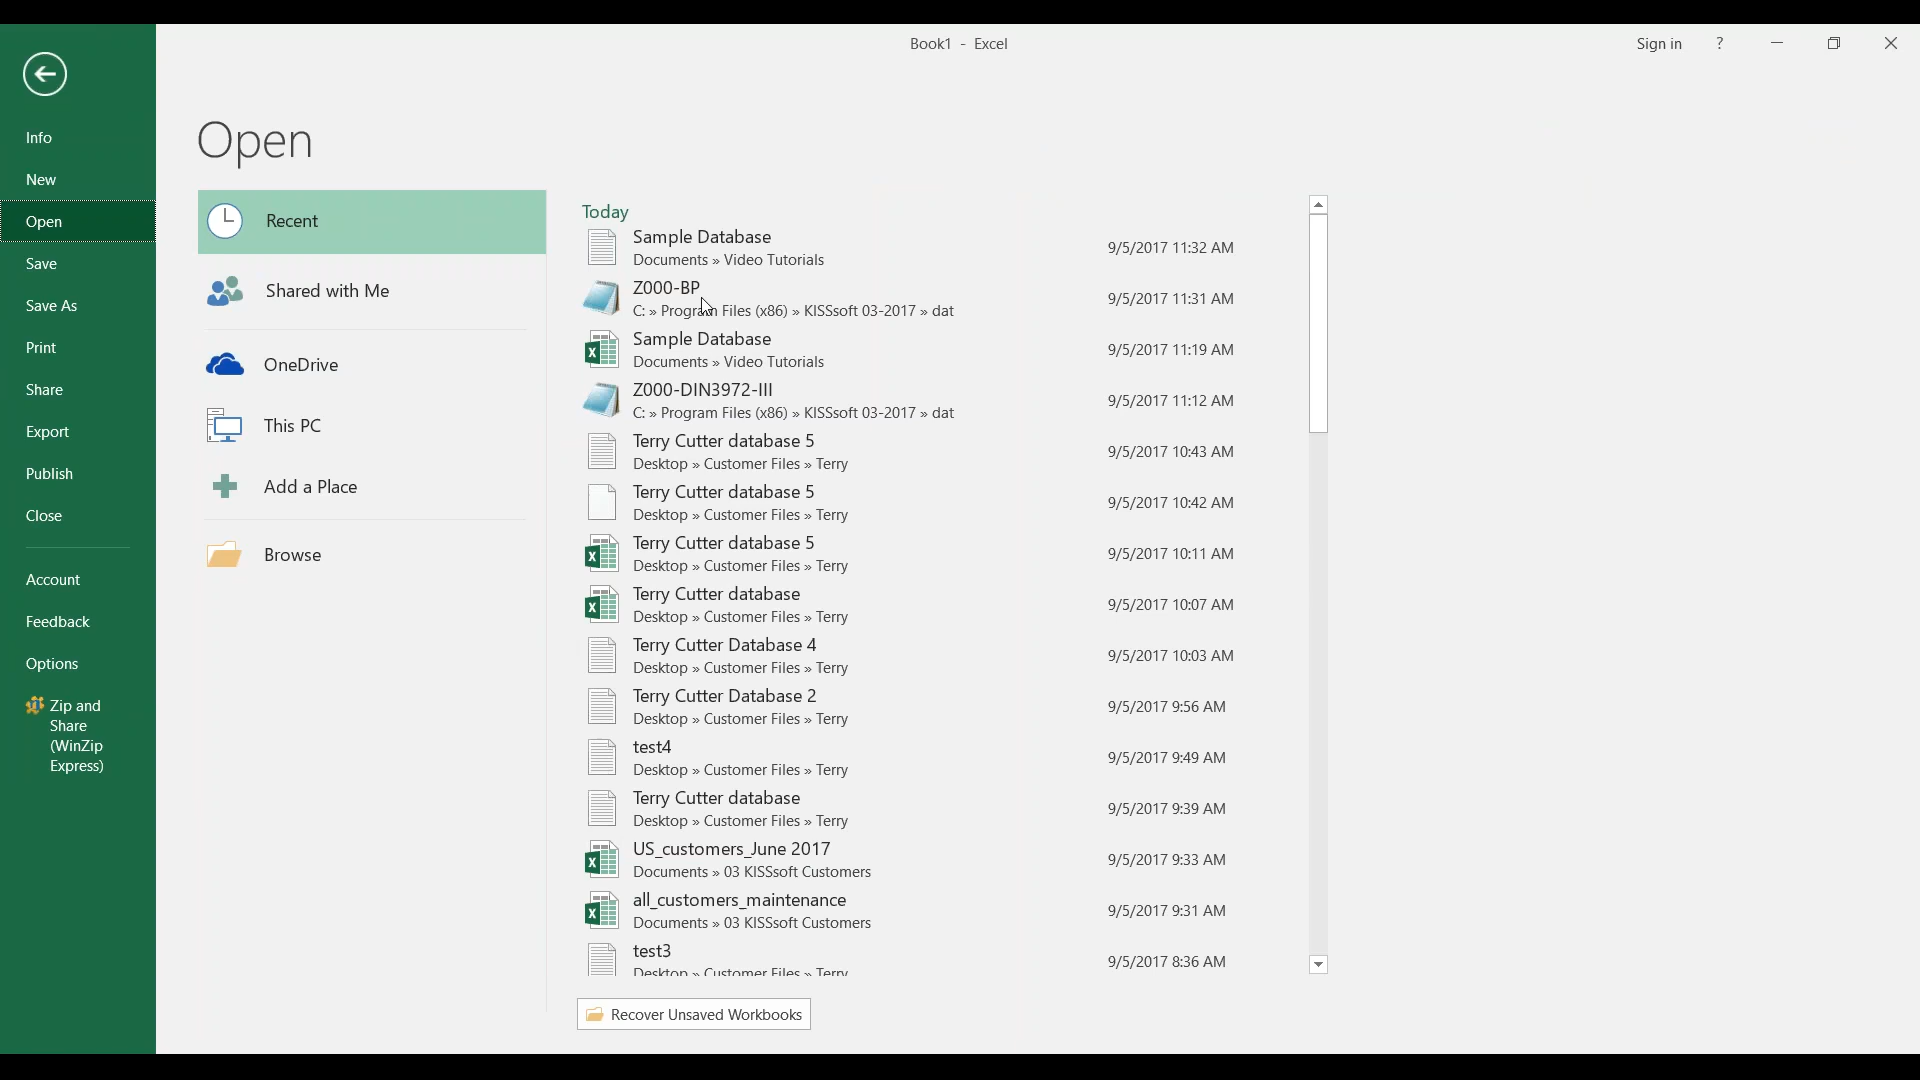 Book1 - Excel
Sign in ?
Info
New
Open
Save
Save As
Print
Share
Export
Publish
Close
Account
Feedback
Options
Zip and
Share
(WinZip
Express)
Open
Recent
Shared with Me
OneDrive
This PC
Add a Place
Browse
Today
Sample Database
Documents » Video Tutorials
9/5/2017 11:32 AM
Z000-BP
C: » Program Files (x86) » KISSsoft 03-2017 » dat
9/5/2017 11:31 AM
Sample Database
Documents » Video Tutorials
9/5/2017 11:19 AM
Z000-DIN3972-III
C: » Program Files (x86) » KISSsoft 03-2017 » dat
9/5/2017 11:12 AM
Terry Cutter database 5
Desktop » Customer Files » Terry
9/5/2017 10:43 AM
Terry Cutter database 5
Desktop » Customer Files » Terry
9/5/2017 10:42 AM
Terry Cutter database 5
Desktop » Customer Files » Terry
9/5/2017 10:11 AM
Terry Cutter database
Desktop » Customer Files » Terry
9/5/2017 10:07 AM
Terry Cutter Database 4
Desktop » Customer Files » Terry
9/5/2017 10:03 AM
Terry Cutter Database 2
Desktop » Customer Files » Terry
9/5/2017 9:56 AM
test4
Desktop » Customer Files » Terry
9/5/2017 9:49 AM
Terry Cutter database
Desktop » Customer Files » Terry
9/5/2017 9:39 AM
US_customers_June 2017
Documents » 03 KISSsoft Customers
9/5/2017 9:33 AM
all_customers_maintenance
Documents » 03 KISSsoft Customers
9/5/2017 9:31 AM
test3
Desktop » Customer Files » Terry
9/5/2017 8:36 AM
Recover Unsaved Workbooks